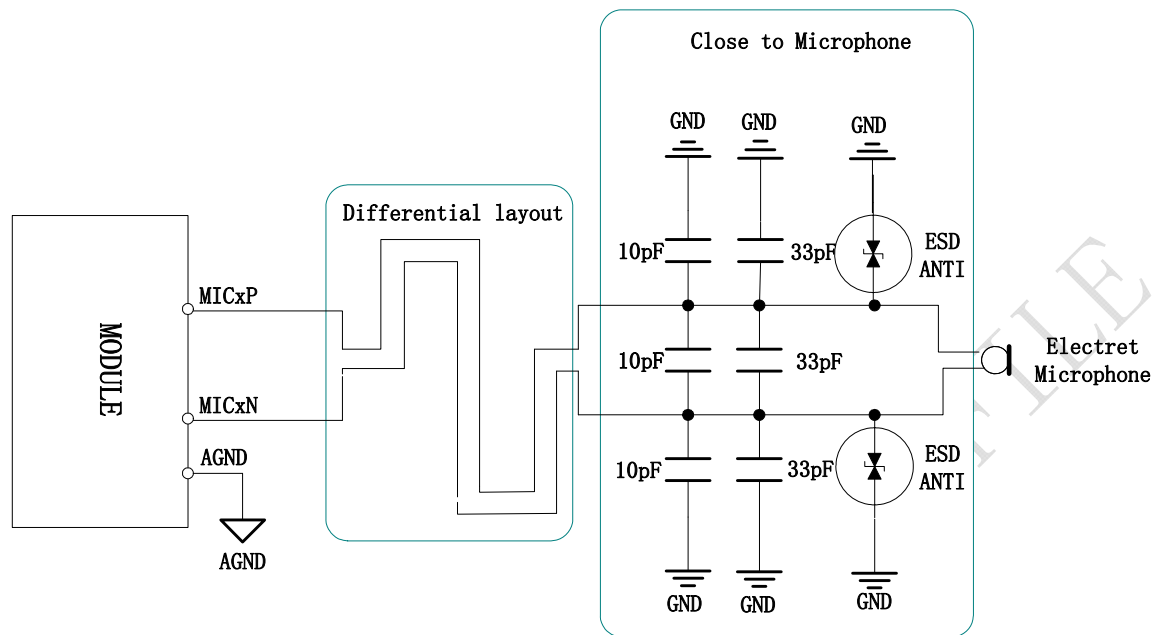 Close to Microphone
GND
GND
GND
Differential layout
10pF
33pF
ESD
ANTI
MICxP
MODULE
10pF
33pF
Electret
Microphone
MICxN
AGND
10pF
33pF
ESD
ANTI
AGND
GND
GND
GND